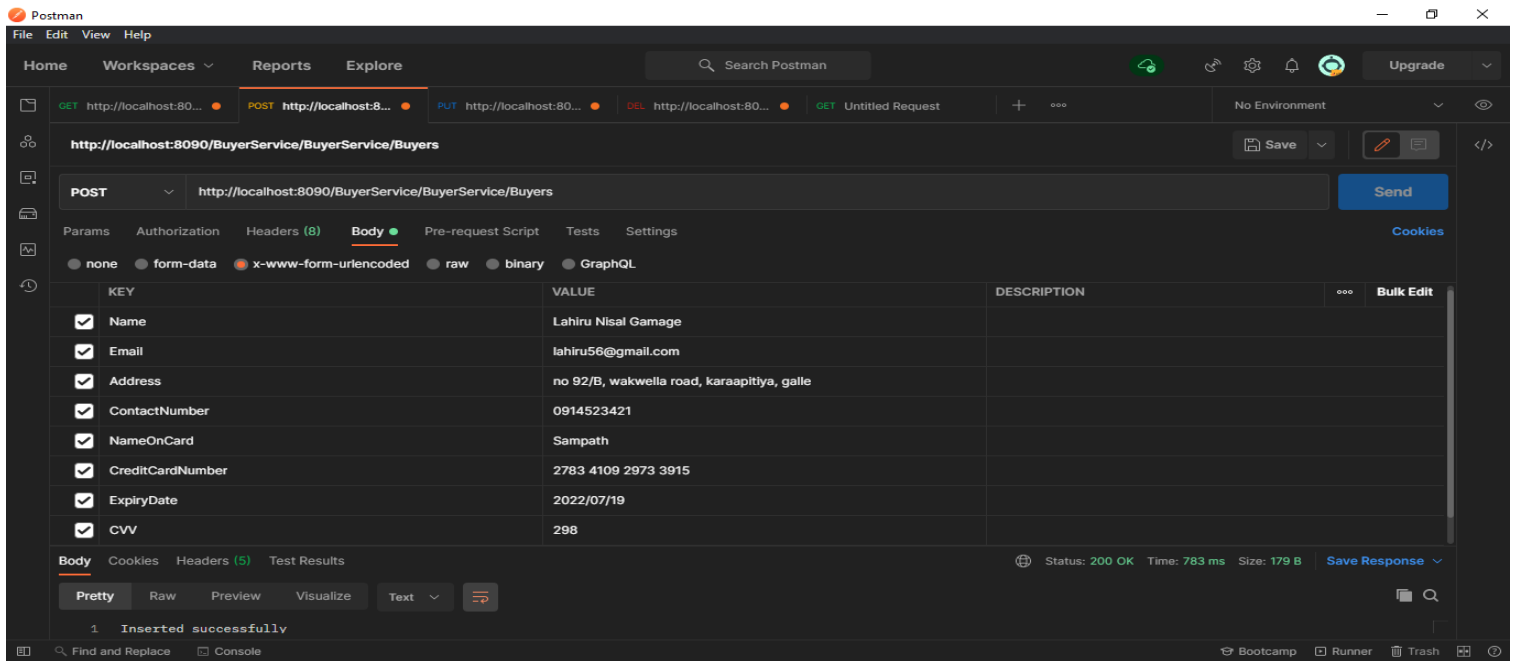 Postman
File Edit View Help
Home Workspaces Reports Explore Search Postman Upgrade
GET http://localhost:80... POST http://localhost:8... PUT http://localhost:80... DEL http://localhost:80... GET Untitled Request No Environment
http://localhost:8090/BuyerService/BuyerService/Buyers Save
POST http://localhost:8090/BuyerService/BuyerService/Buyers Send
Params Authorization Headers (8) Body Pre-request Script Tests Settings Cookies
none form-data x-www-form-urlencoded raw binary GraphQL
KEY VALUE DESCRIPTION Bulk Edit
Name Lahiru Nisal Gamage
Email lahiru56@gmail.com
Address no 92/B, wakwella road, karaapitiya, galle
ContactNumber 0914523421
NameOnCard Sampath
CreditCardNumber 2783 4109 2973 3915
ExpiryDate 2022/07/19
CVV 298
Body Cookies Headers (5) Test Results Status: 200 OK Time: 783 ms Size: 179 B Save Response
Pretty Raw Preview Visualize Text
1 Inserted successfully
Find and Replace Console Bootcamp Runner Trash